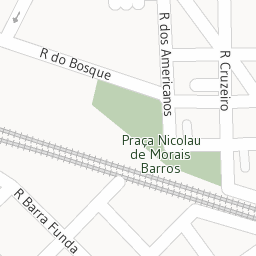 R do Bosque
R dos Americanos
R Cruzeiro
Praça Nicolau
de Morais
Barros
R Barra Funda